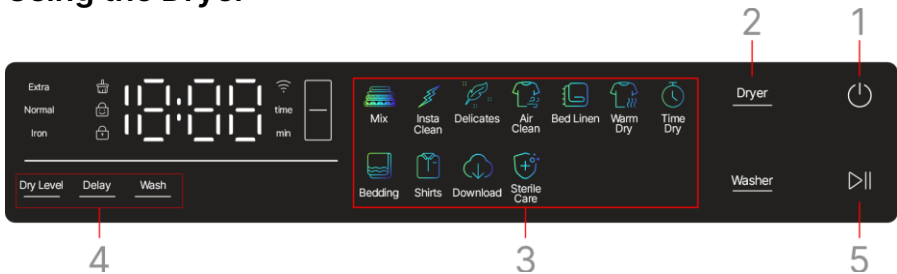 Using the Dryer
2 1
Extra
Normal
Iron
18:88
time
min
Mix
Insta
Clean
Delicates
Air
Clean
Bed Linen
Warm
Dry
Time
Dry
Bedding
Shirts
Download
Sterile
Care
Dryer
Washer
Dry Level Delay Wash
4 3 5